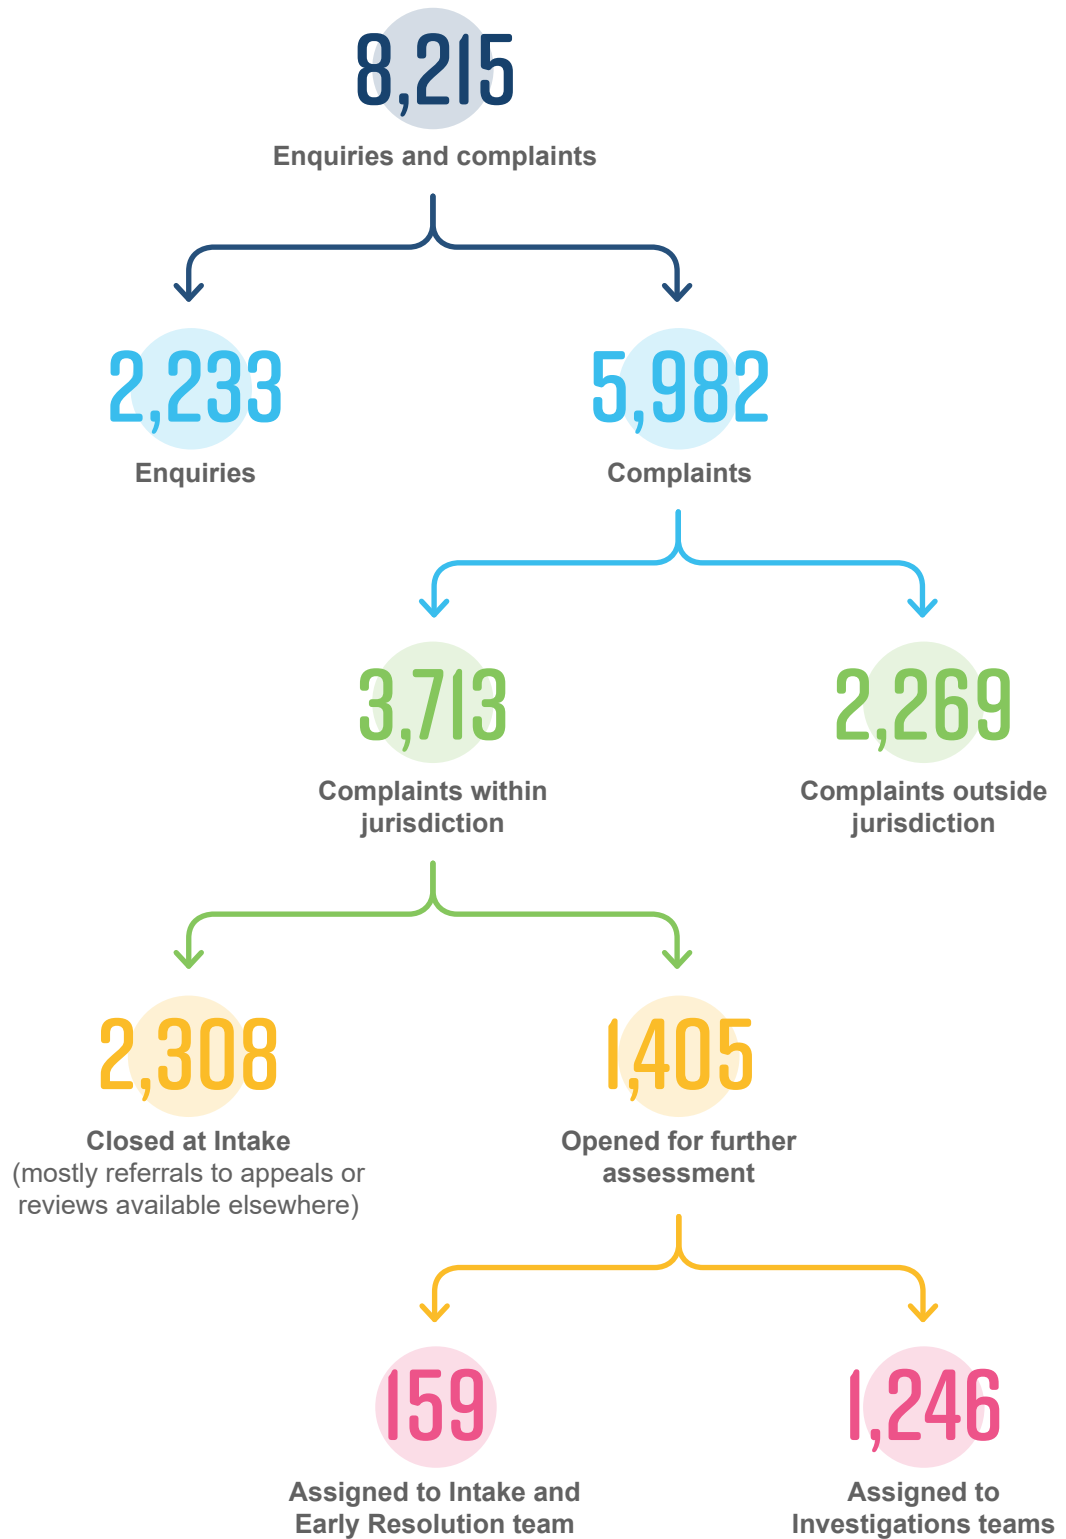 8,215
Enquiries and complaints
2,233
Enquiries
5,982
Complaints
3,713
Complaints within
jurisdiction
2,269
Complaints outside
jurisdiction
2,308
Closed at Intake
(mostly referrals to appeals or
reviews available elsewhere)
1,405
Opened for further
assessment
159
Assigned to Intake and
Early Resolution team
1,246
Assigned to
Investigations teams